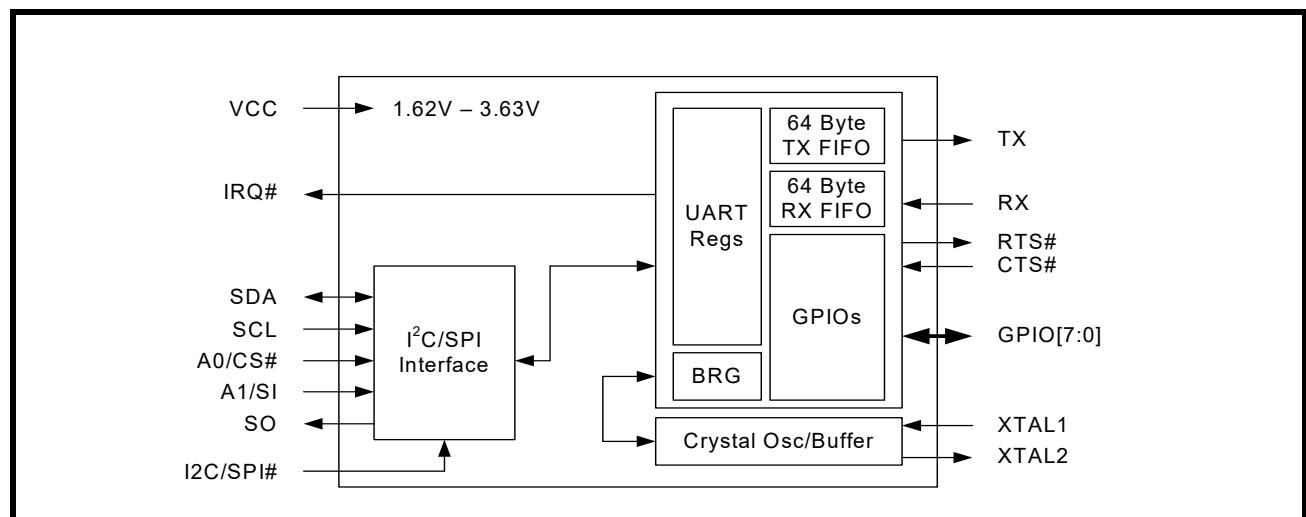 VCC
1.62V – 3.63V
IRQ#
SDA
SCL
A0/CS#
A1/SI
SO
I2C/SPI#
I²C/SPI
Interface
UART
Regs
64 Byte
TX FIFO
64 Byte
RX FIFO
GPIOs
BRG
Crystal Osc/Buffer
TX
RX
RTS#
CTS#
GPIO[7:0]
XTAL1
XTAL2